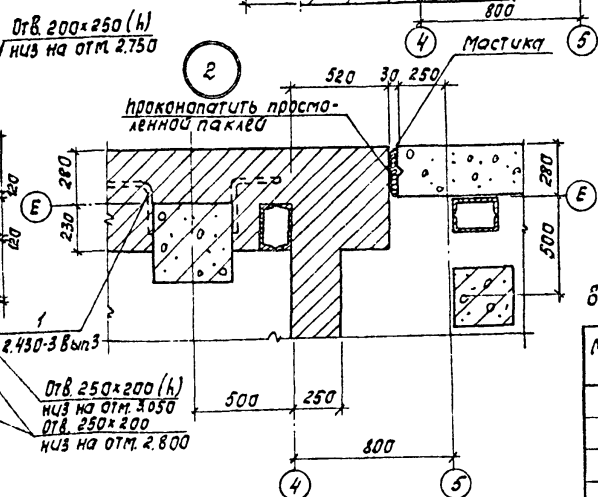 Отв. 200×250 (h)
низ на отм. 2.750
800
4
5
2
Мастика
520
30
250
Проконопатить просмо-
ленной паклей
120
120
280
230
Е
Е
280
500
1
2.430-3 Вып3
Отв. 250×200 (h)
низ на отм. 3.050
Отв. 250×200
низ на отм. 2.800
500
250
800
4
5